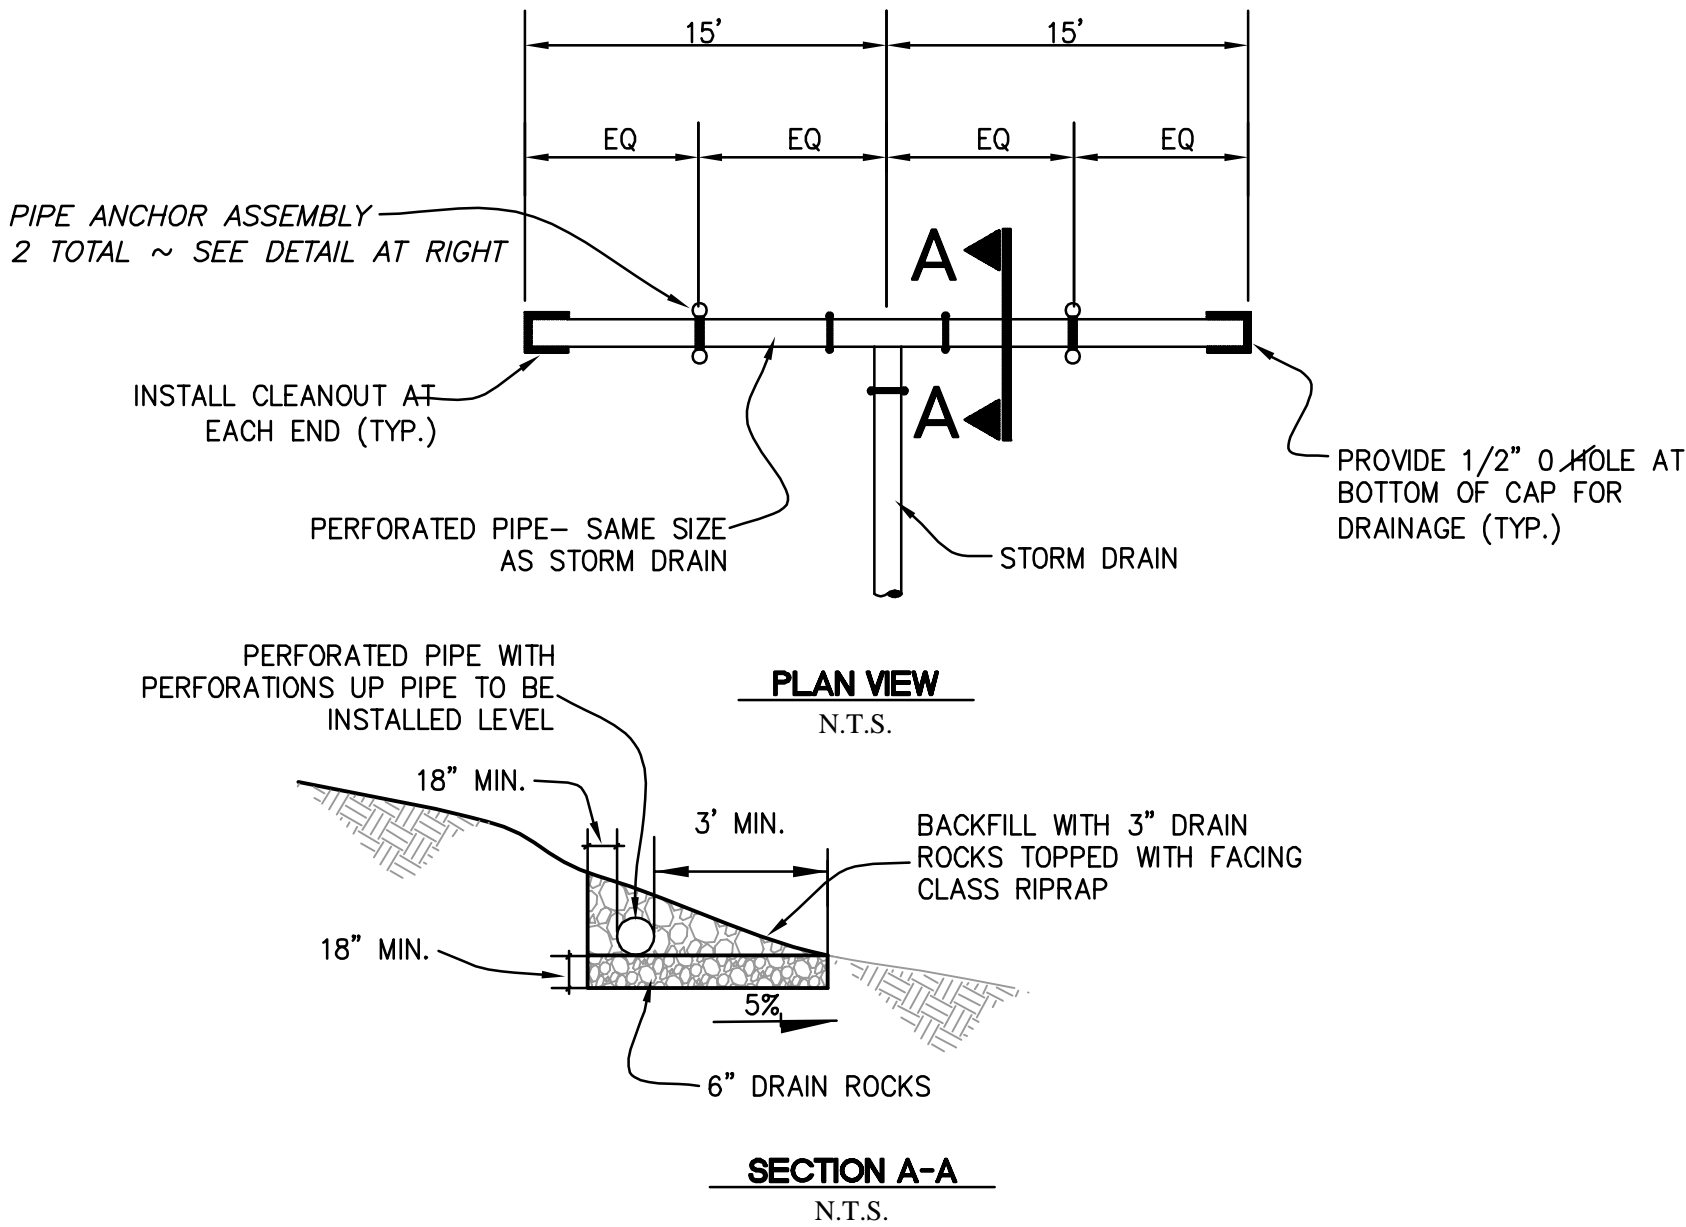 15’ 15’
EQ EQ EQ EQ
PIPE ANCHOR ASSEMBLY
2 TOTAL ~ SEE DETAIL AT RIGHT
A
A
INSTALL CLEANOUT AT
EACH END (TYP.)
PROVIDE 1/2” O HOLE AT
BOTTOM OF CAP FOR
DRAINAGE (TYP.)
PERFORATED PIPE– SAME SIZE
AS STORM DRAIN
STORM DRAIN
PLAN VIEW
N.T.S.
PERFORATED PIPE WITH
PERFORATIONS UP PIPE TO BE
INSTALLED LEVEL
18” MIN.
3’ MIN.
BACKFILL WITH 3” DRAIN
ROCKS TOPPED WITH FACING
CLASS RIPRAP
18” MIN.
5%
6” DRAIN ROCKS
SECTION A-A
N.T.S.